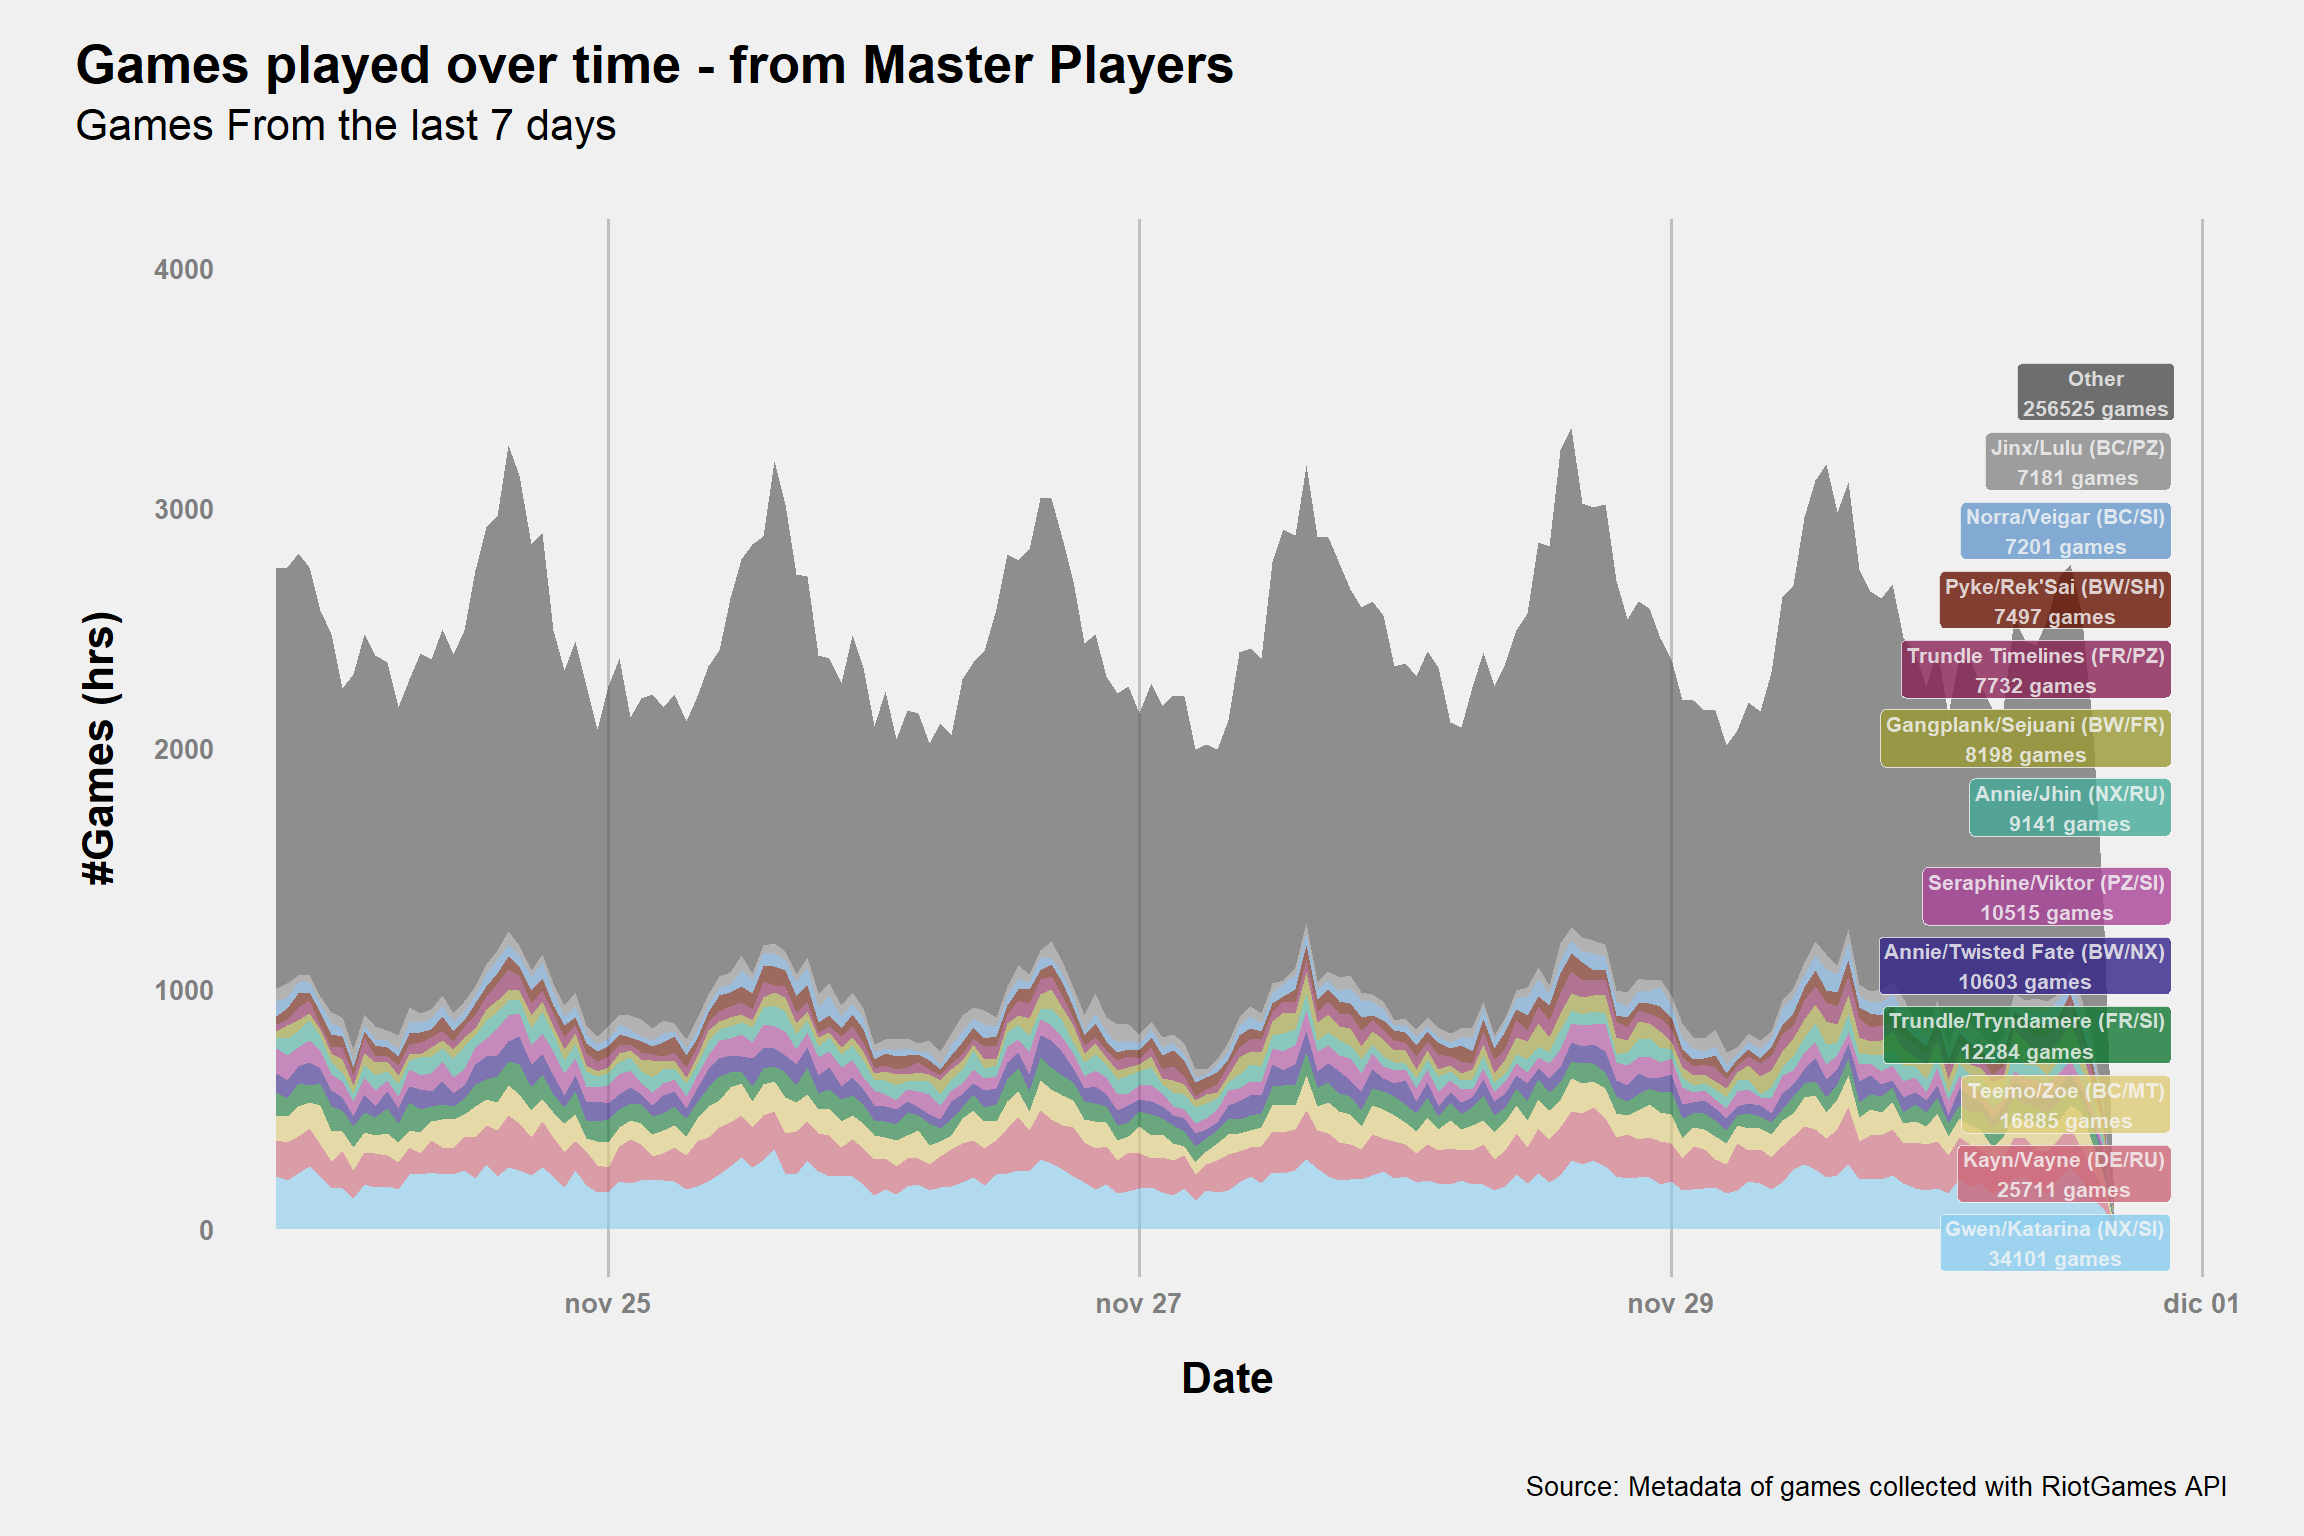 Games played over time - from Master Players
Games From the last 7 days
#Games (hrs)
4000
3000
2000
1000
0
Other
256525 games
Jinx/Lulu (BC/PZ)
7181 games
Norra/Veigar (BC/SI)
7201 games
Pyke/Rek'Sai (BW/SH)
7497 games
Trundle Timelines (FR/PZ)
7732 games
Gangplank/Sejuani (BW/FR)
8198 games
Annie/Jhin (NX/RU)
9141 games
Seraphine/Viktor (PZ/SI)
10515 games
Annie/Twisted Fate (BW/NX)
10603 games
Trundle/Tryndamere (FR/SI)
12284 games
Teemo/Zoe (BC/MT)
16885 games
Kayn/Vayne (DE/RU)
25711 games
Gwen/Katarina (NX/SI)
34101 games
nov 25
nov 27
nov 29
dic 01
Date
Source: Metadata of games collected with RiotGames API